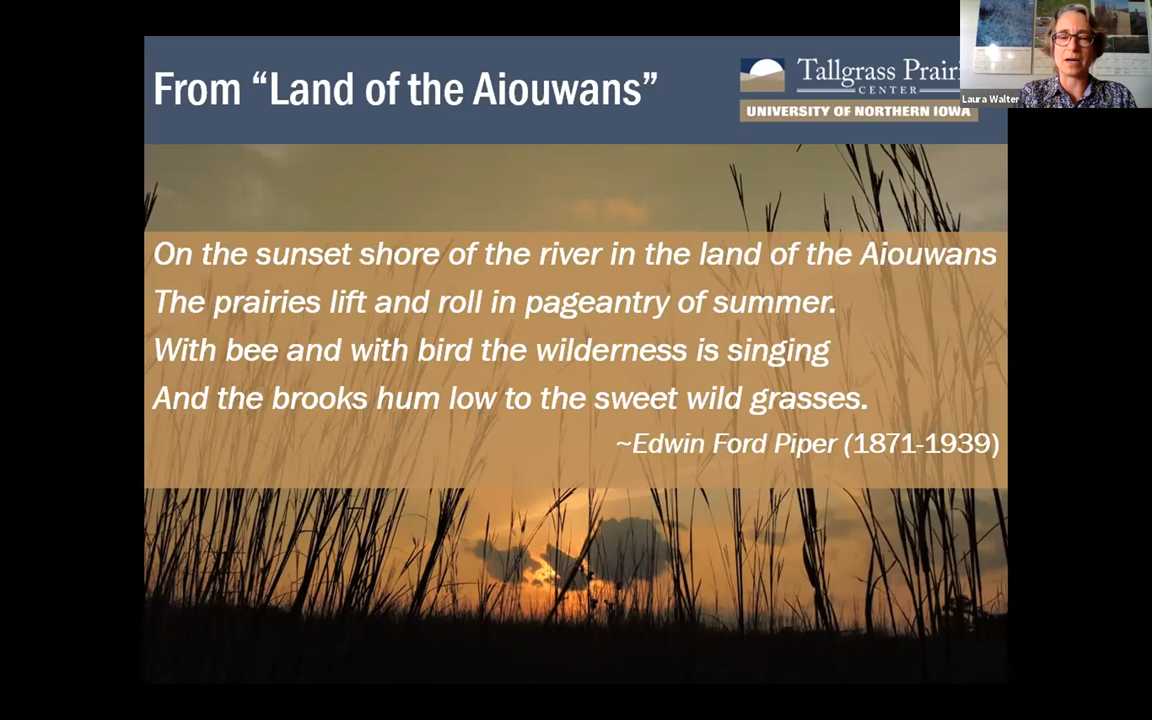 From “Land of the Aiouwans”
Tallgrass
CENTER
UNIVERSITY OF NORTHERN IOWA
Laura Walter
On the sunset shore of the river in the land of the Aiouwans
The prairies lift and roll in pageantry of summer.
With bee and with bird the wilderness is singing
And the brooks hum low to the sweet wild grasses.
~Edwin Ford Piper (1871-1939)